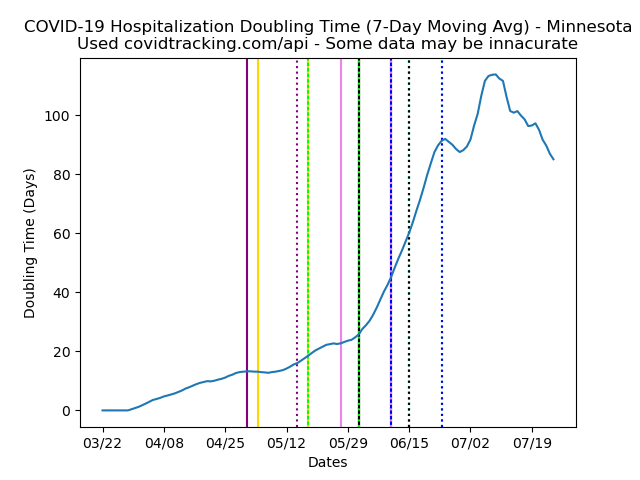 COVID-19 Hospitalization Doubling Time (7-Day Moving Avg) - Minnesota
Used covidtracking.com/api - Some data may be innacurate
100
80
60
40
20
0
Doubling Time (Days)
03/22 04/08 04/25 05/12 05/29 06/15 07/02 07/19
Dates